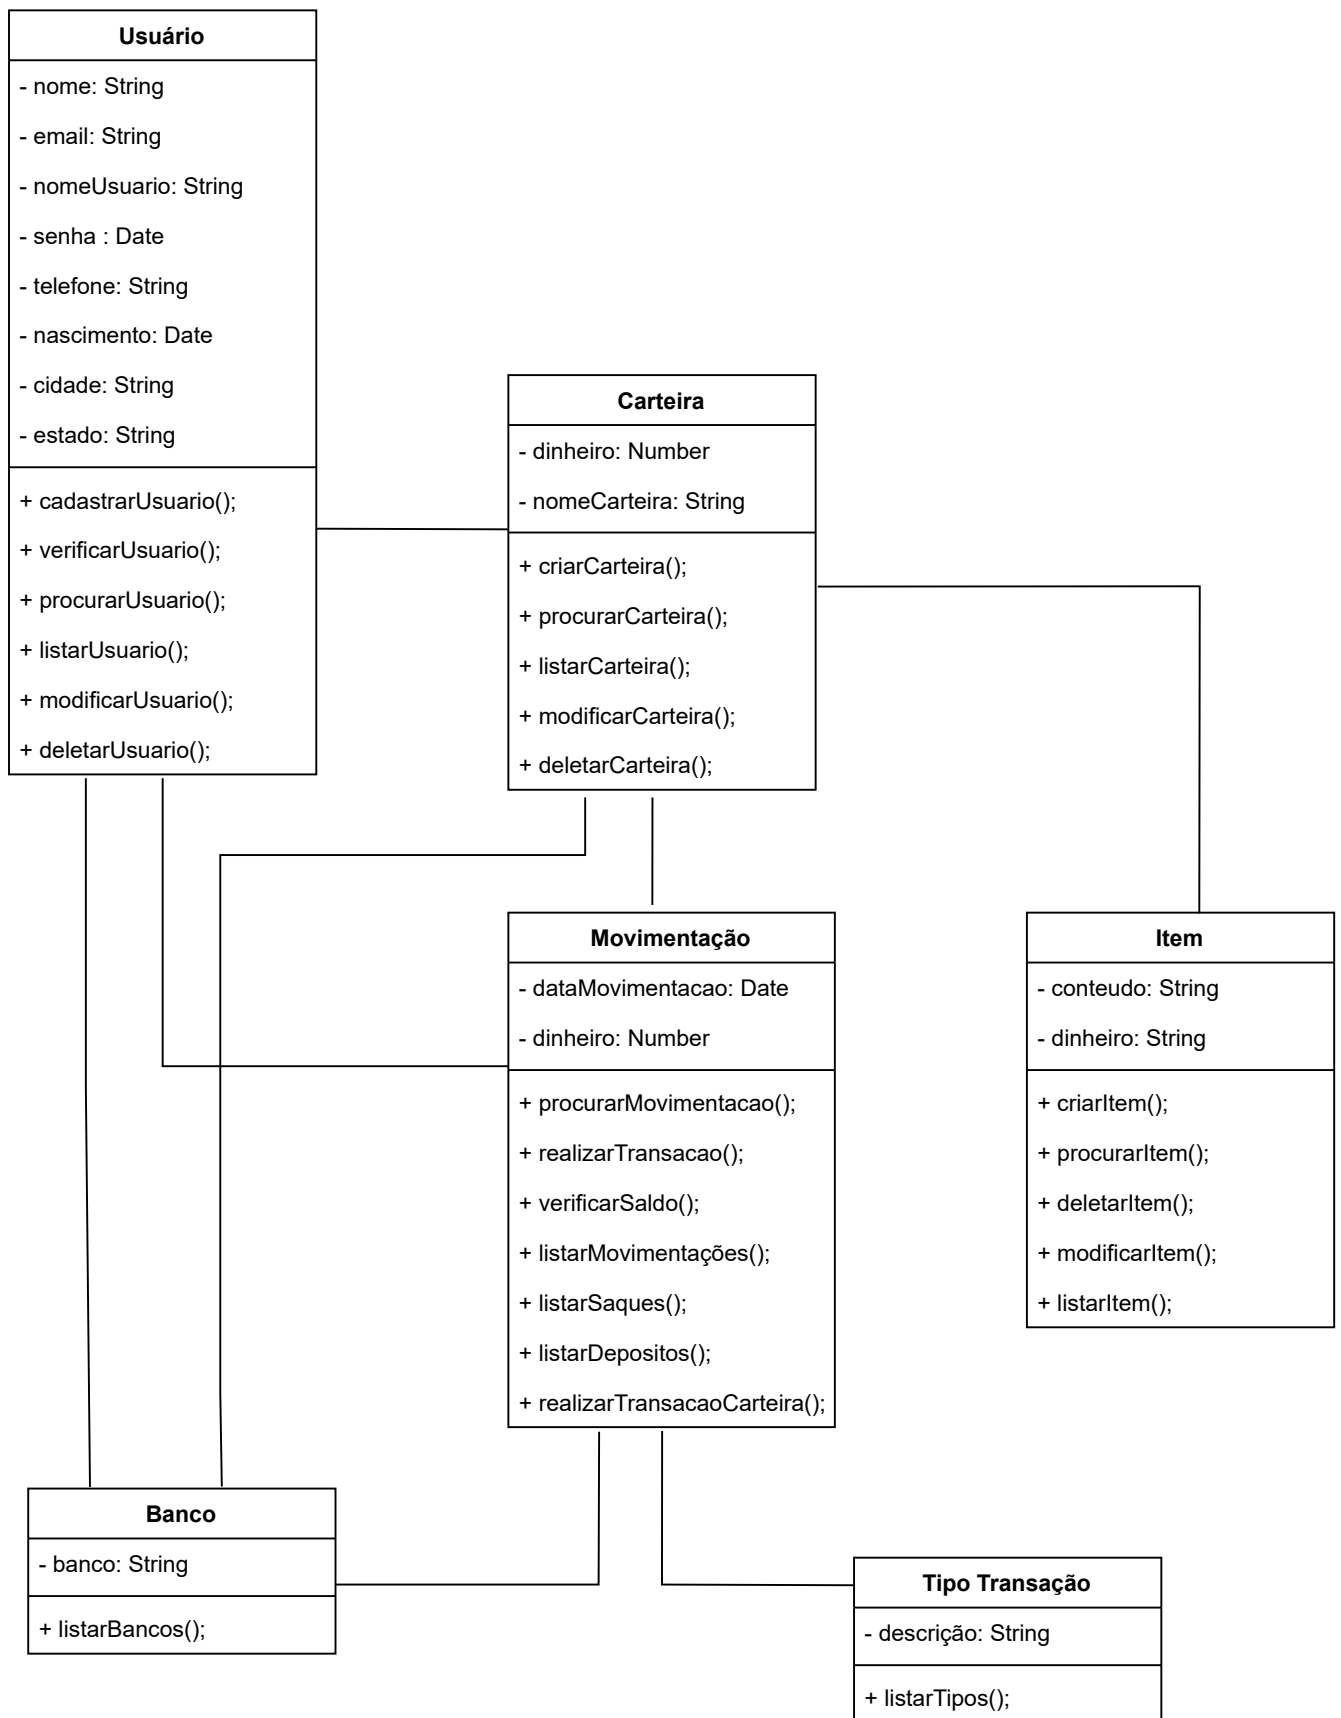 Usuário
- nome: String
- email: String
- nomeUsuario: String
- senha : Date
- telefone: String
- nascimento: Date
- cidade: String
- estado: String
+ cadastrarUsuario();
+ verificarUsuario();
+ procurarUsuario();
+ listarUsuario();
+ modificarUsuario();
+ deletarUsuario();
Carteira
- dinheiro: Number
- nomeCarteira: String
+ criarCarteira();
+ procurarCarteira();
+ listarCarteira();
+ modificarCarteira();
+ deletarCarteira();
Movimentação
- dataMovimentacao: Date
- dinheiro: Number
+ procurarMovimentacao();
+ realizarTransacao();
+ verificarSaldo();
+ listarMovimentações();
+ listarSaques();
+ listarDepositos();
+ realizarTransacaoCarteira();
Item
- conteudo: String
- dinheiro: String
+ criarItem();
+ procurarItem();
+ deletarItem();
+ modificarItem();
+ listarItem();
Banco
- banco: String
+ listarBancos();
Tipo Transação
- descrição: String
+ listarTipos();